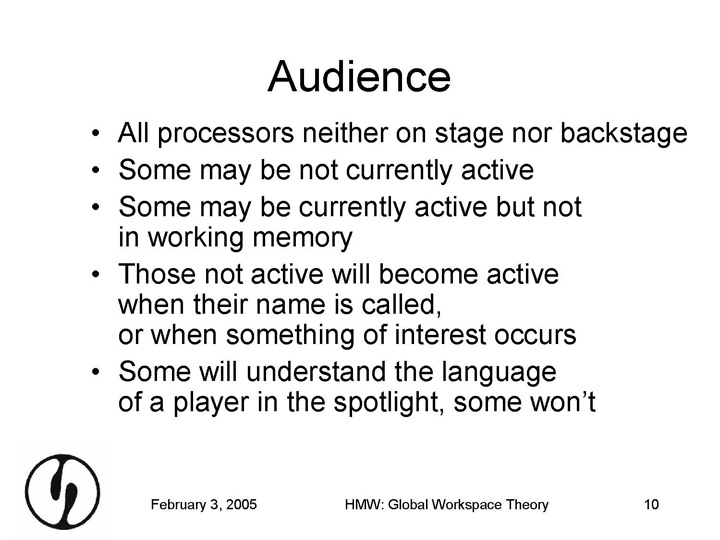 Audience
• All processors neither on stage nor backstage
• Some may be not currently active
• Some may be currently active but not
in working memory
• Those not active will become active
when their name is called,
or when something of interest occurs
• Some will understand the language
of a player in the spotlight, some won't
February 3, 2005 HMW: Global Workspace Theory 10